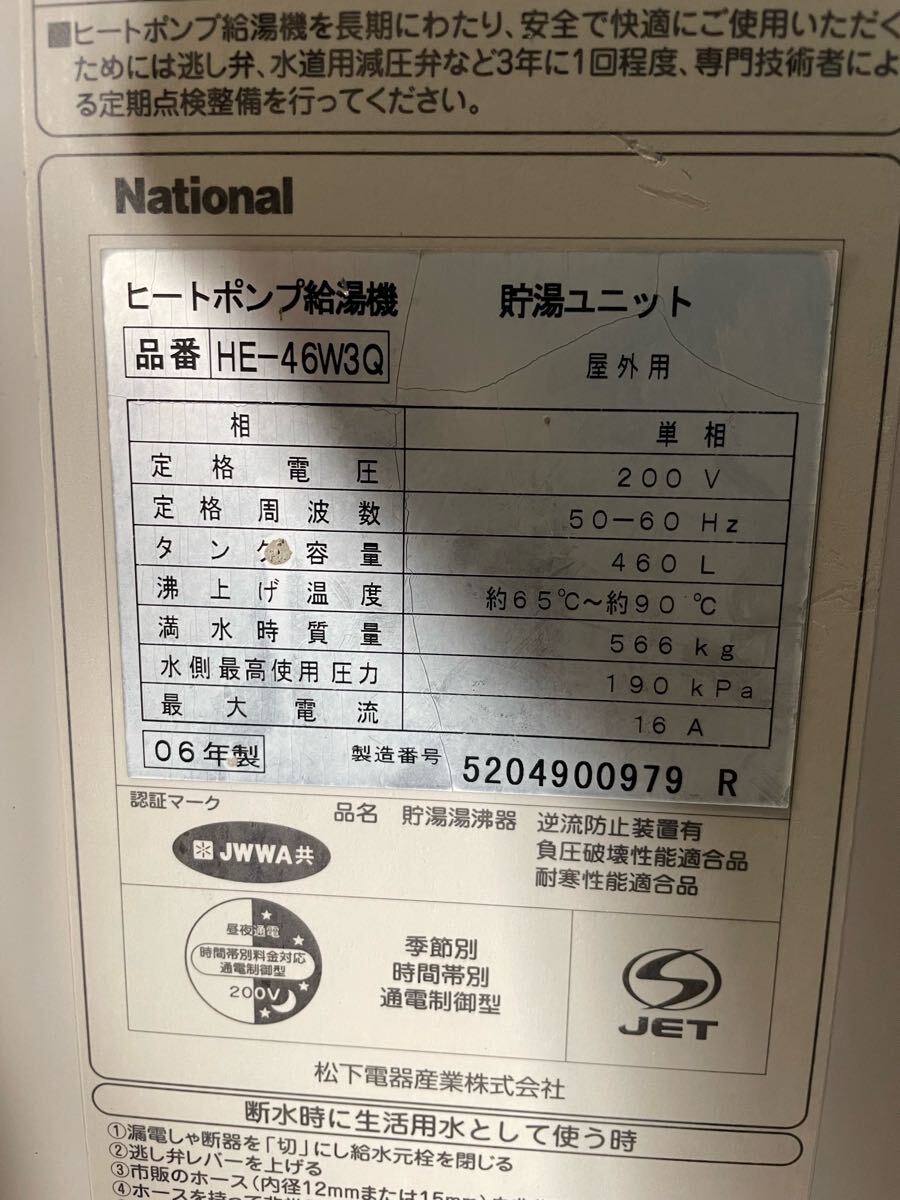 ■ヒートポンプ給湯機を長期にわたり、安全で快適にご使用いただく
ためには逃し弁、水道用減圧弁など3年に1回程度、専門技術者によ
る定期点検整備を行ってください。
National
ヒートポンプ給湯機 貯湯ユニット
品番 HE-46W3Q 屋外用
相 単相
定格電圧 200 V
定格周波数 50-60 Hz
タンク容量 460 L
沸上げ温度 約65℃～約90℃
満水時質量 566 kg
水側最高使用圧力 190 kPa
最大電流 16 A
06年製 製造番号 5204900979 R
認証マーク 品名 貯湯湯沸器 逆流防止装置有
負圧破壊性能適合品
耐寒性能適合品
JWWA共
昼夜通電
時間帯別料金対応
通電制御型
200V
季節別
時間帯別
通電制御型
JET
松下電器産業株式会社
断水時に生活用水として使う時
①漏電しゃ断器を「切」にし給水元栓を閉じる
②逃し弁レバーを上げる
③市販のホース(内径12mmまたは15mm)
④ホースを持って